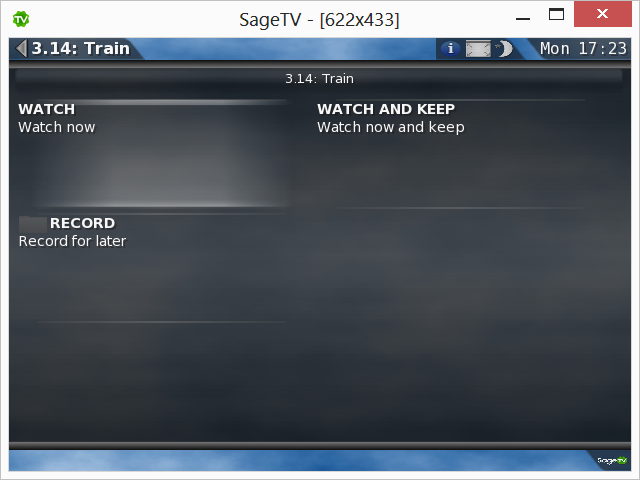 SageTV - [622x433]
3.14: Train
i
Mon 17:23
3.14: Train
WATCH
Watch now
WATCH AND KEEP
Watch now and keep
RECORD
Record for later
SageTV